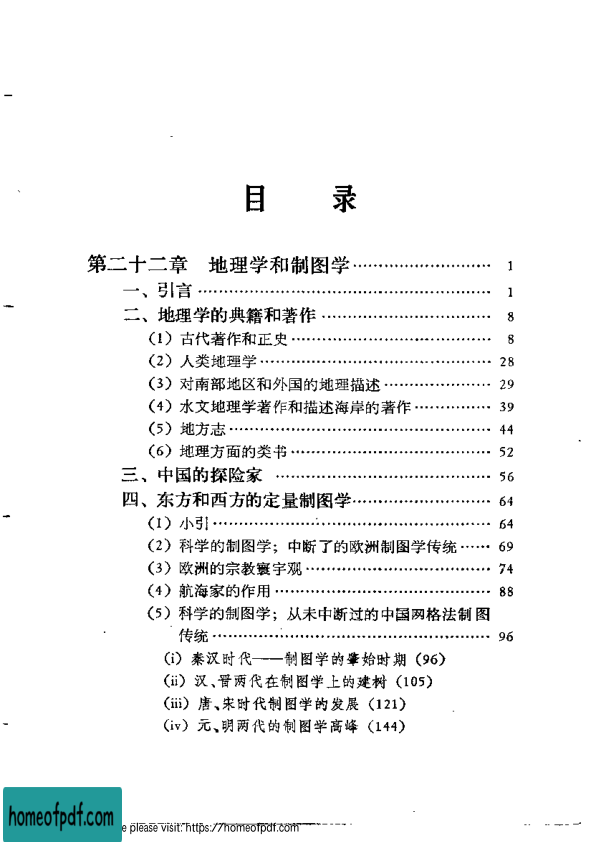 目 录
第二十二章 地理学和制图学………………………… 1
一、引言………………………………………………… 1
二、地理学的典籍和著作……………………………… 8
(1)古代著作和正史…………………………………… 8
(2)人类地理学……………………………………… 28
(3)对南部地区和外国的地理描述………………… 29
(4)水文地理学著作和描述海岸的著作…………… 39
(5)地方志…………………………………………… 44
(6)地理方面的类书………………………………… 52
三、中国的探险家 …………………………………… 56
四、东方和西方的定量制图学……………………… 64
(1)小引……………………………………………… 64
(2)科学的制图学;中断了的欧洲制图学传统…… 69
(3)欧洲的宗教寰宇观……………………………… 74
(4)航海家的作用…………………………………… 88
(5)科学的制图学;从未中断过的中国网格法制图
传统………………………………………………… 96
(i)秦汉时代——制图学的肇始时期(96)
(ii)汉、晋两代在制图学上的建树(105)
(iii)唐、宋时代制图学的发展(121)
(iv)元、明两代的制图学高峰(144)
homeofpdf.com
e please visit: https://homeofpdf.com